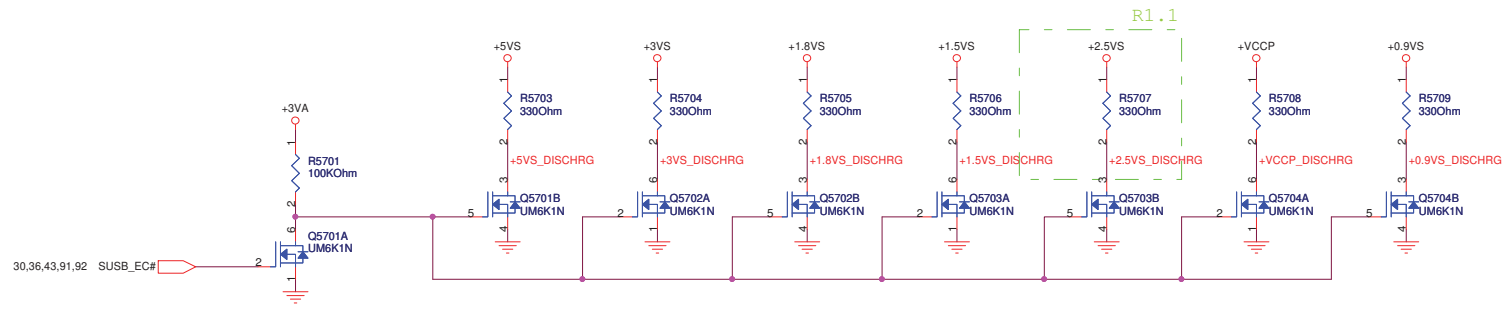 R1.1
+5VS
+3VS
+1.8VS
+1.5VS
+2.5VS
+VCCP
+0.9VS
1
1
1
1
1
1
1
R5703
330Ohm
R5704
330Ohm
R5705
330Ohm
R5706
330Ohm
R5707
330Ohm
R5708
330Ohm
R5709
330Ohm
2
2
2
2
2
2
2
+5VS_DISCHRG
+3VS_DISCHRG
+1.8VS_DISCHRG
+1.5VS_DISCHRG
+2.5VS_DISCHRG
+VCCP_DISCHRG
+0.9VS_DISCHRG
+3VA
1
R5701
100KOhm
2
3
5
Q5701B
UM6K1N
4
6
2
Q5702A
UM6K1N
1
3
5
Q5702B
UM6K1N
4
6
2
Q5703A
UM6K1N
1
3
5
Q5703B
UM6K1N
4
6
2
Q5704A
UM6K1N
1
3
5
Q5704B
UM6K1N
4
6
Q5701A
UM6K1N
30,36,43,91,92 SUSB_EC#
2
1